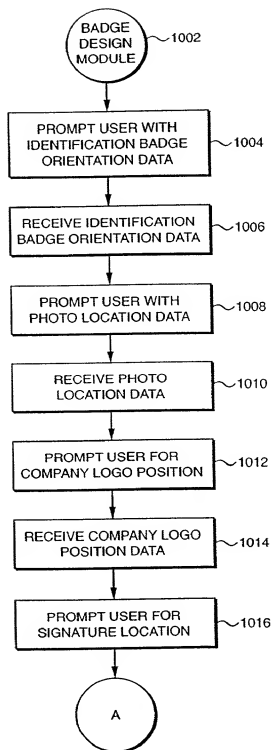 BADGE
DESIGN
MODULE
1002
PROMPT USER WITH
IDENTIFICATION BADGE
ORIENTATION DATA
1004
RECEIVE IDENTIFICATION
BADGE ORIENTATION DATA
1006
PROMPT USER WITH
PHOTO LOCATION DATA
1008
RECEIVE PHOTO
LOCATION DATA
1010
PROMPT USER FOR
COMPANY LOGO POSITION
1012
RECEIVE COMPANY LOGO
POSITION DATA
1014
PROMPT USER FOR
SIGNATURE LOCATION
1016
A